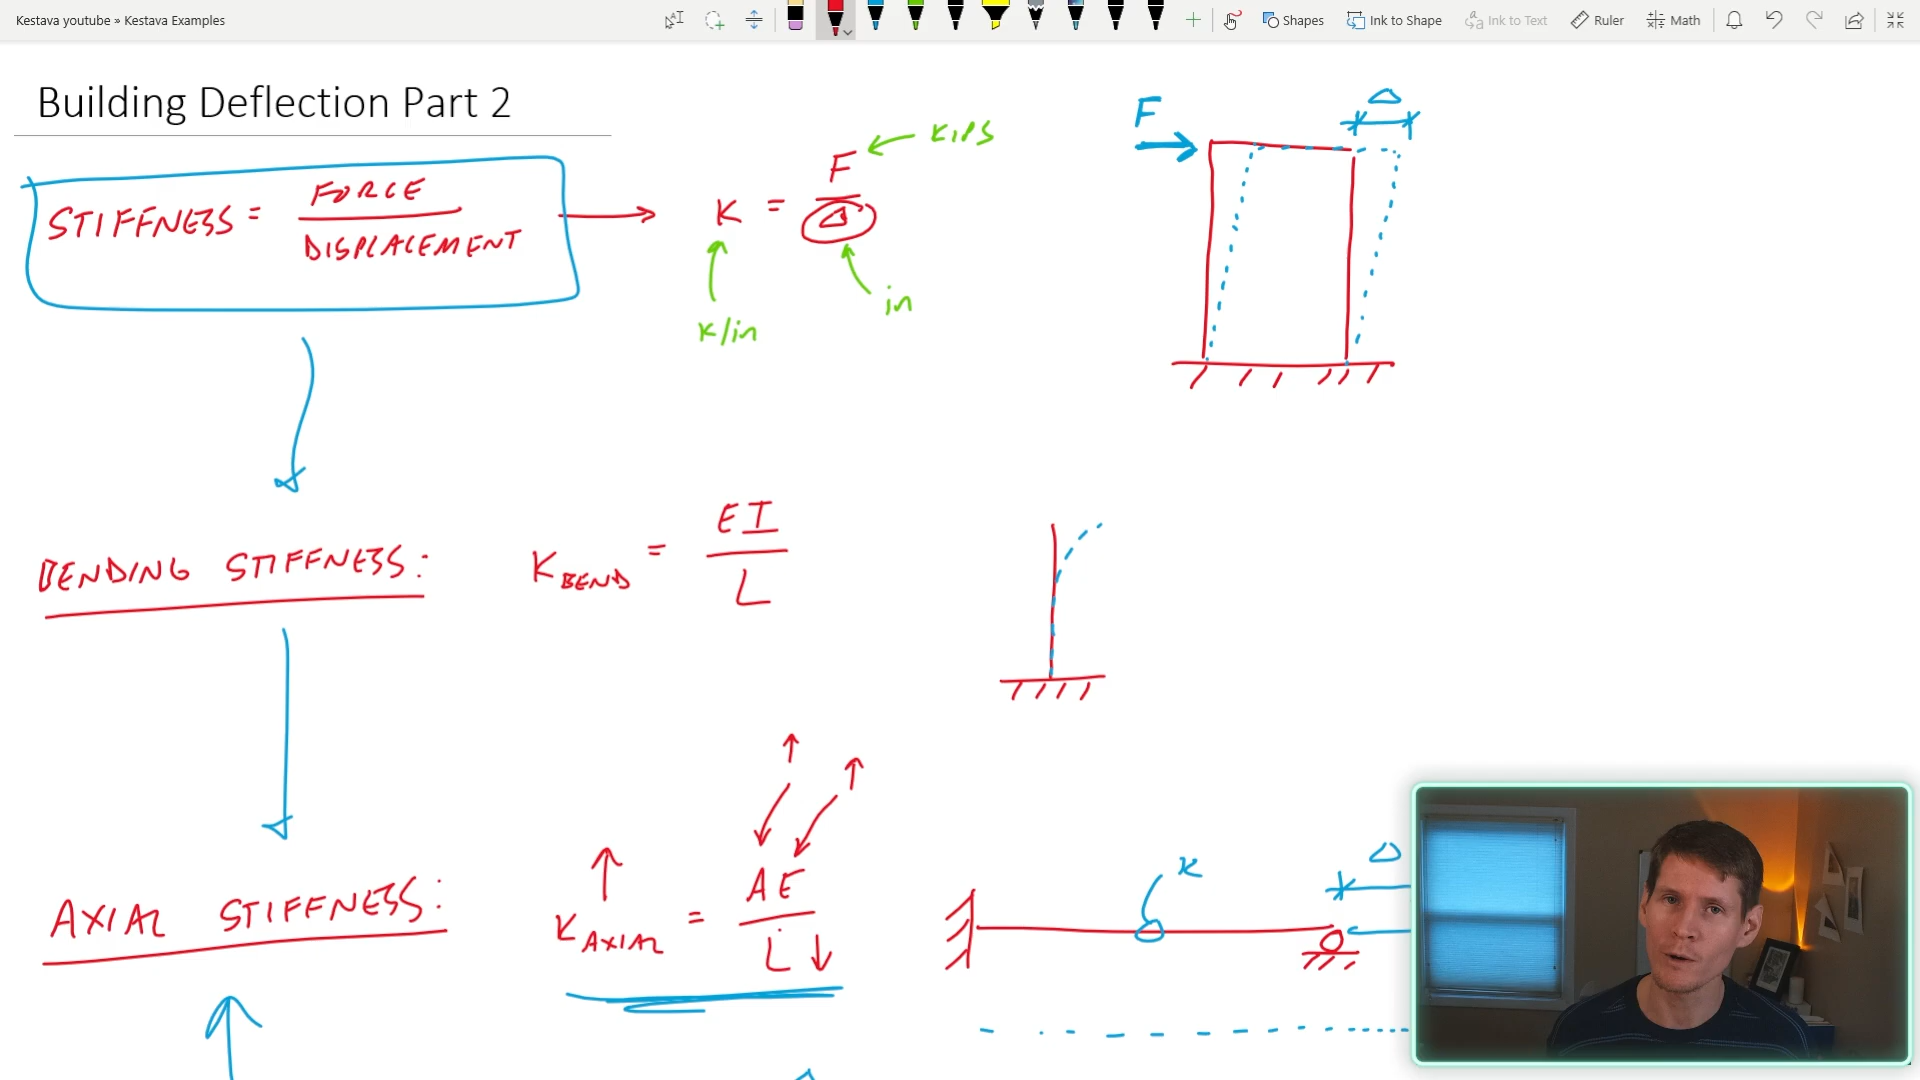 Kestava youtube » Kestava Examples
Shapes
Ink to Shape
Ink to Text
Ruler
Math
Building Deflection Part 2
STIFFNESS = FORCE
DISPLACEMENT
K = F
Δ
KIPS
K/in
in
F
Δ
BENDING STIFFNESS:
K BEND = EI
L
AXIAL STIFFNESS:
K AXIAL = AE
L
K
Δ